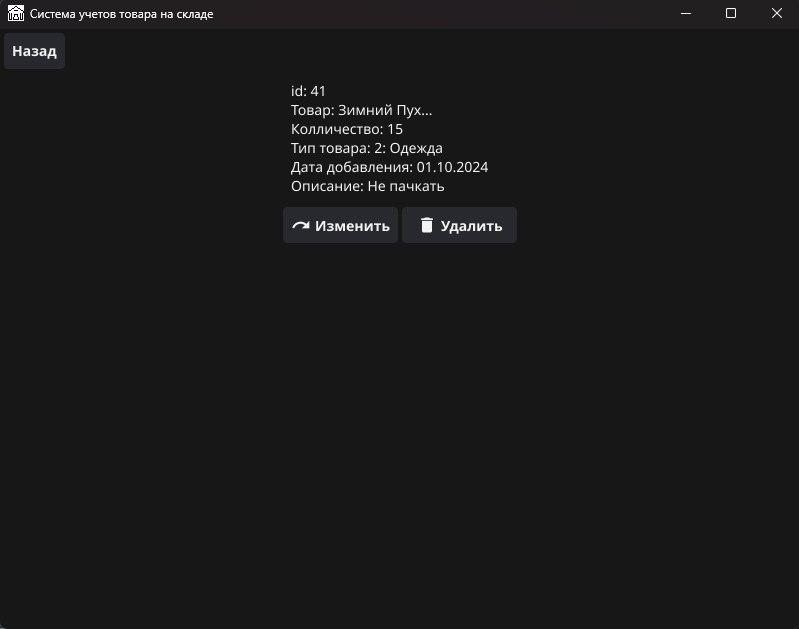 Система учетов товара на складе
Назад
id: 41
Товар: Зимний Пух...
Колличество: 15
Тип товара: 2: Одежда
Дата добавления: 01.10.2024
Описание: Не пачкать
Изменить
Удалить